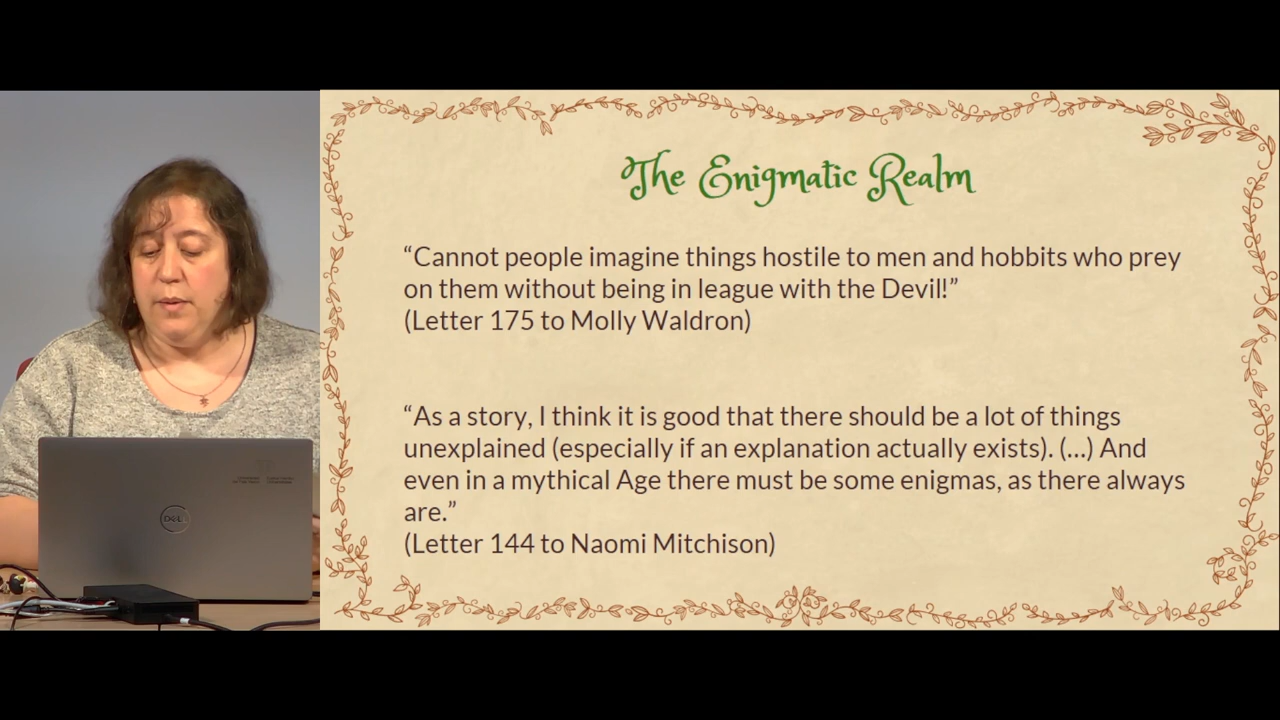 The Enigmatic Realm
“Cannot people imagine things hostile to men and hobbits who prey
on them without being in league with the Devil!”
(Letter 175 to Molly Waldron)
“As a story, I think it is good that there should be a lot of things
unexplained (especially if an explanation actually exists). (...) And
even in a mythical Age there must be some enigmas, as there always
are.”
(Letter 144 to Naomi Mitchison)
DELL